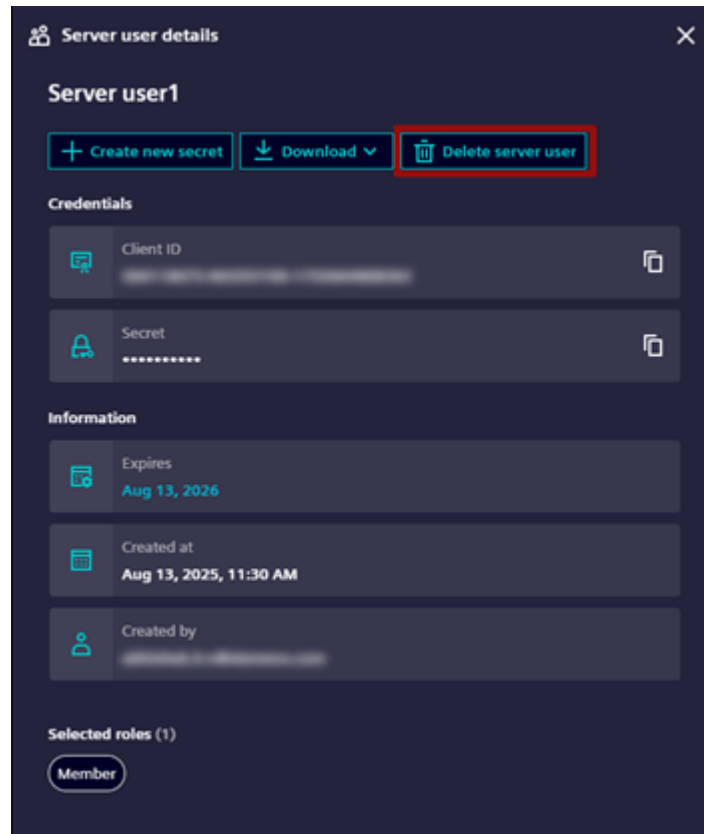 Server user details
Server user1
Create new secret
Download
Delete server user
Credentials
Client ID
Secret
••••••••••
Information
Expires
Aug 13, 2026
Created at
Aug 13, 2025, 11:30 AM
Created by
Selected roles (1)
Member